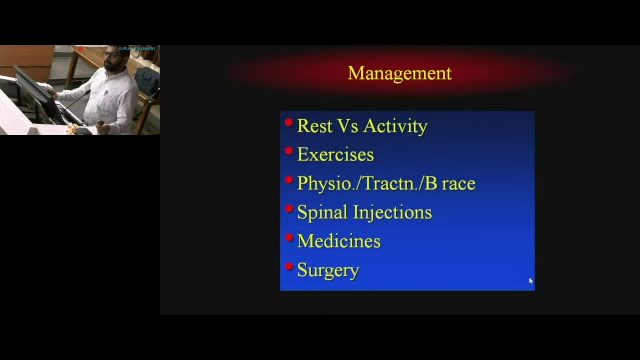 Management
Rest Vs Activity
Exercises
Physio./Tractn./B race
Spinal Injections
Medicines
Surgery